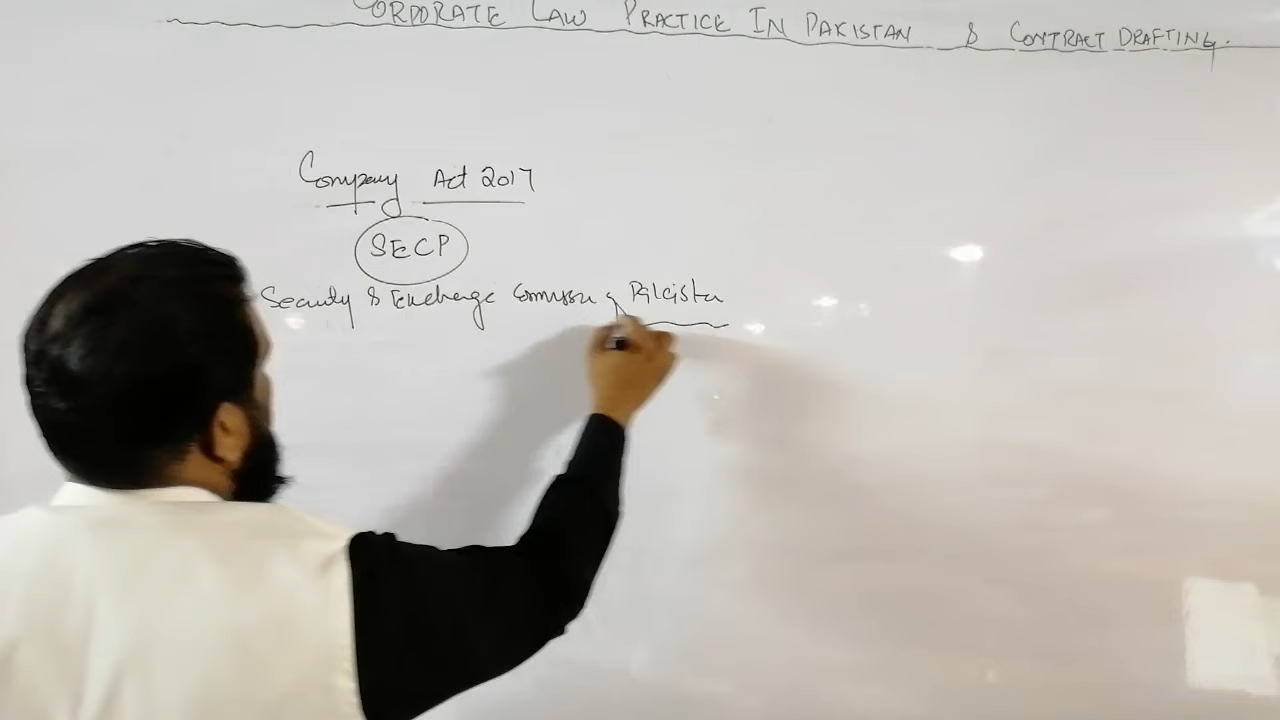 CORPORATE LAW PRACTICE IN PAKISTAN & CONTRACT DRAFTING.
Company Act 2017
SECP
Security & Exchange Commission of Pakistan